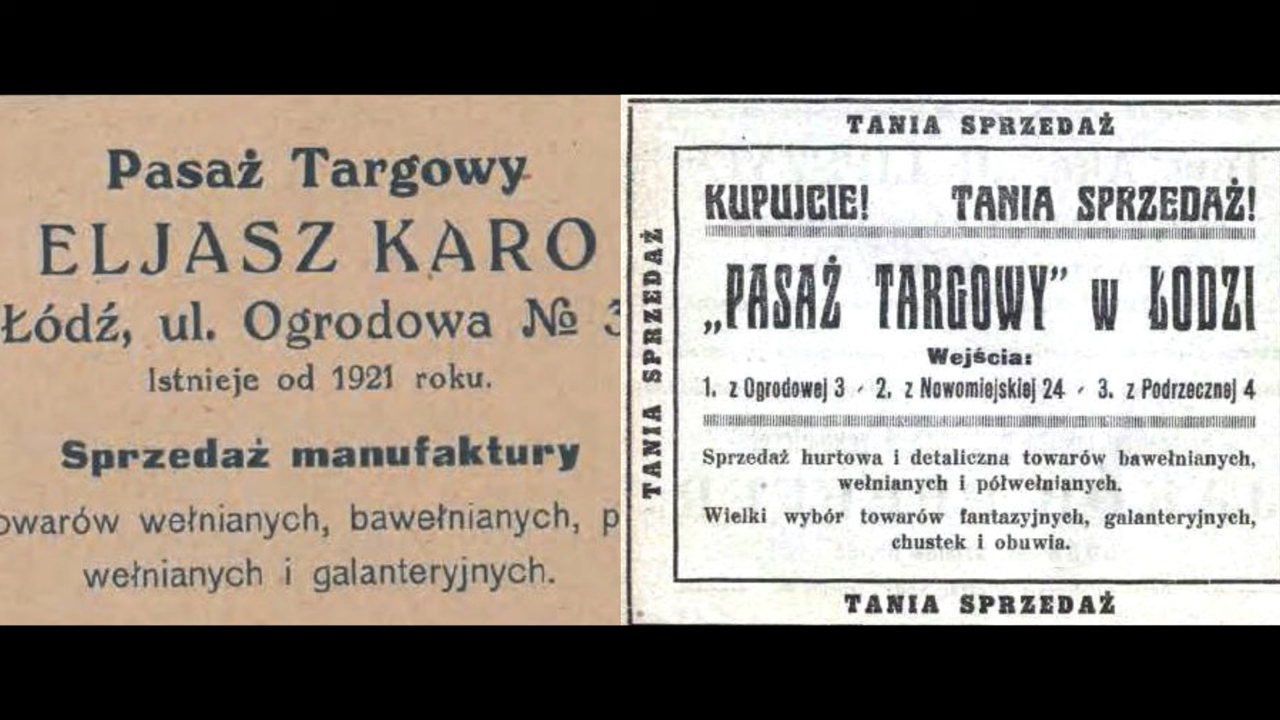 Pasaż Targowy
ELJASZ KARO
Łódź, ul. Ogrodowa № 3
Istnieje od 1921 roku.
Sprzedaż manufaktury
owarów wełnianych, bawełnianych, p
wełnianych i galanteryjnych.
TANIA SPRZEDAŻ
TANIA SPRZEDAŻ
KUPUJCIE! TANIA SPRZEDAŻ!
„PASAŻ TARGOWY” w ŁODZI
Wejścia:
1. z Ogrodowej 3 - 2. z Nowomiejskiej 24 - 3. z Podrzecznej 4
Sprzedaż hurtowa i detaliczna towarów bawełnianych,
wełnianych i półwełnianych.
Wielki wybór towarów fantazyjnych, galanteryjnych,
chustek i obuwia.
TANIA SPRZEDAŻ